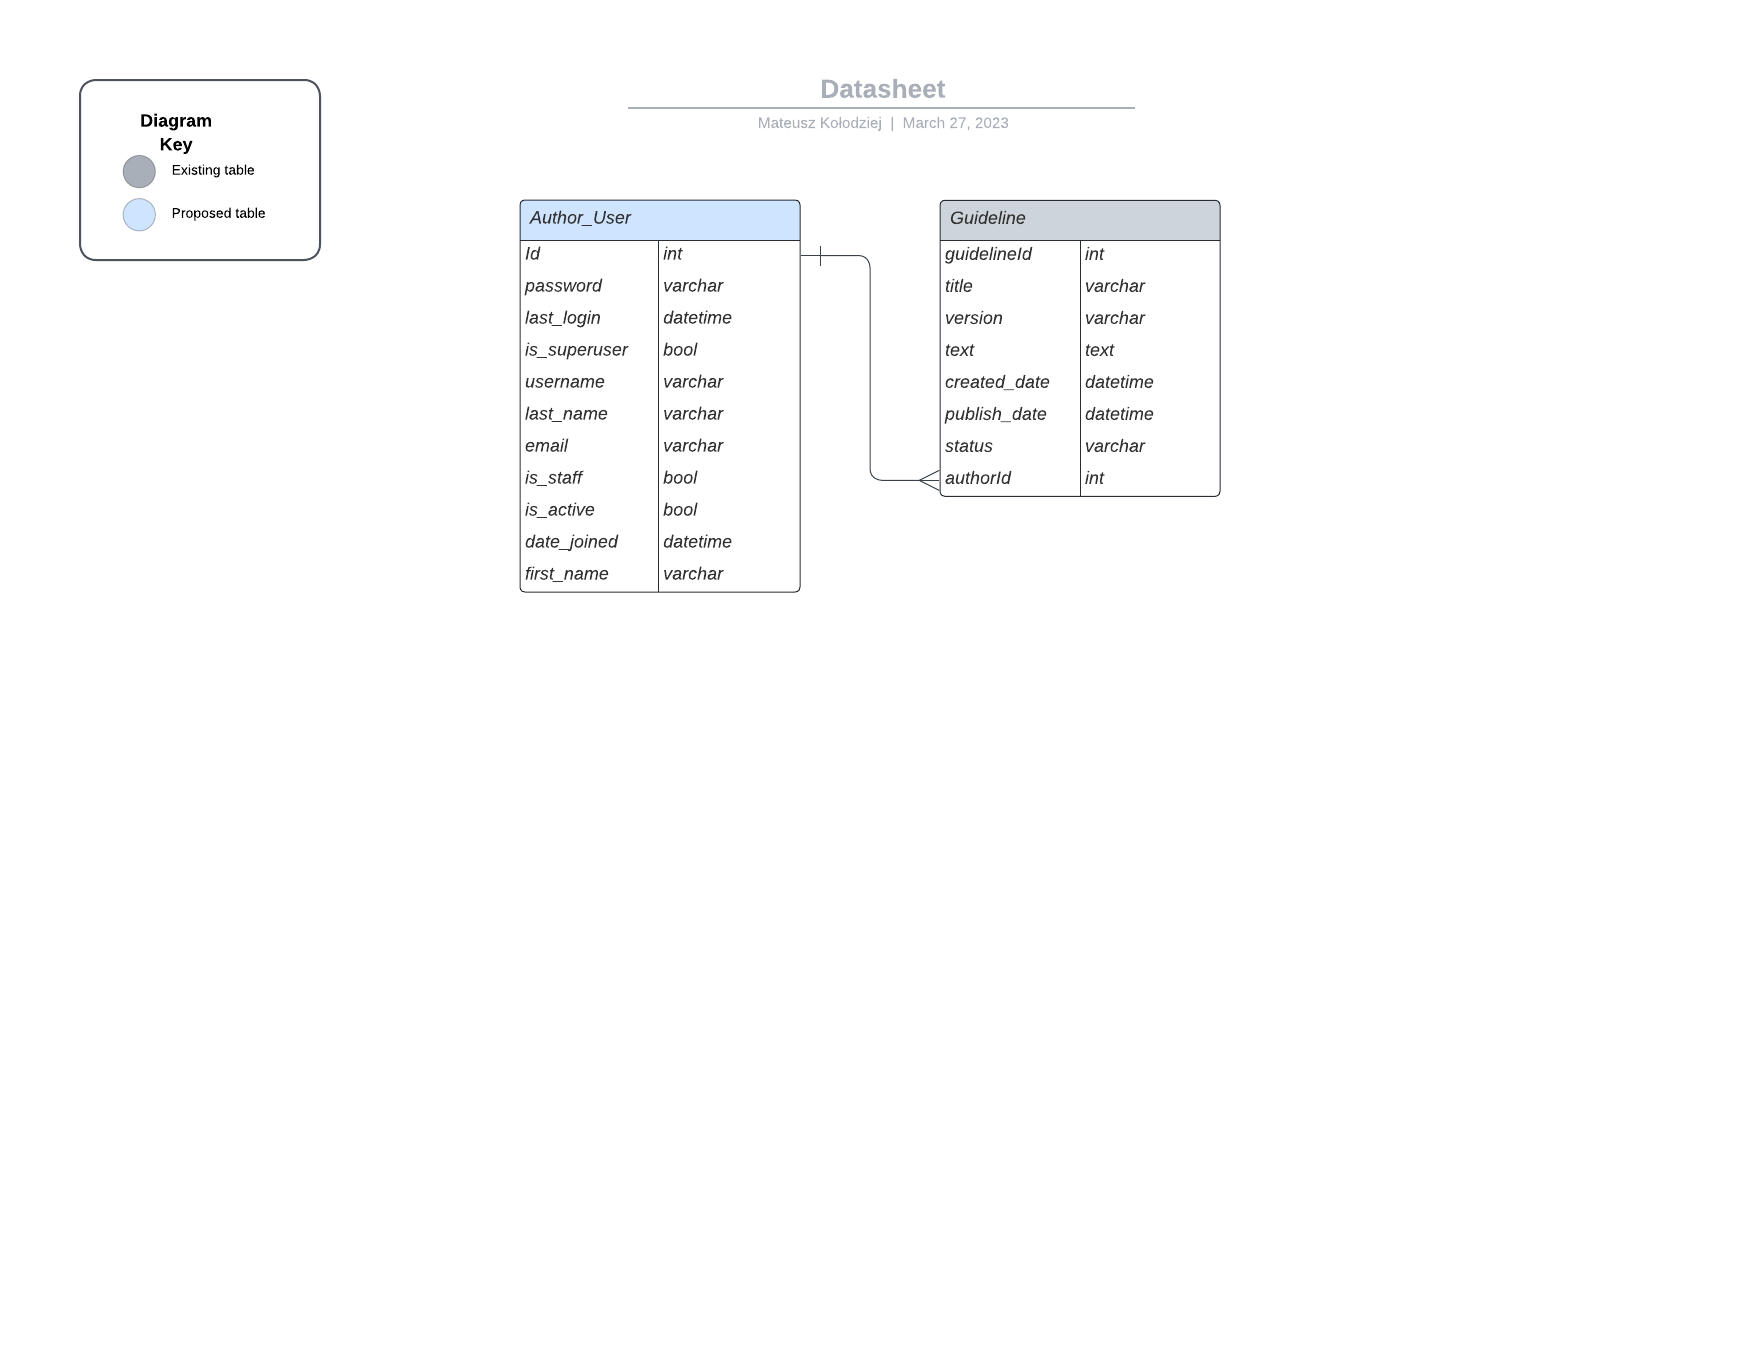 Datasheet
Mateusz Kołodziej | March 27, 2023
Diagram
Key
Existing table
Proposed table
Author_User
Id int
password varchar
last_login datetime
is_superuser bool
username varchar
last_name varchar
email varchar
is_staff bool
is_active bool
date_joined datetime
first_name varchar
Guideline
guidelineId int
title varchar
version varchar
text text
created_date datetime
publish_date datetime
status varchar
authorId int